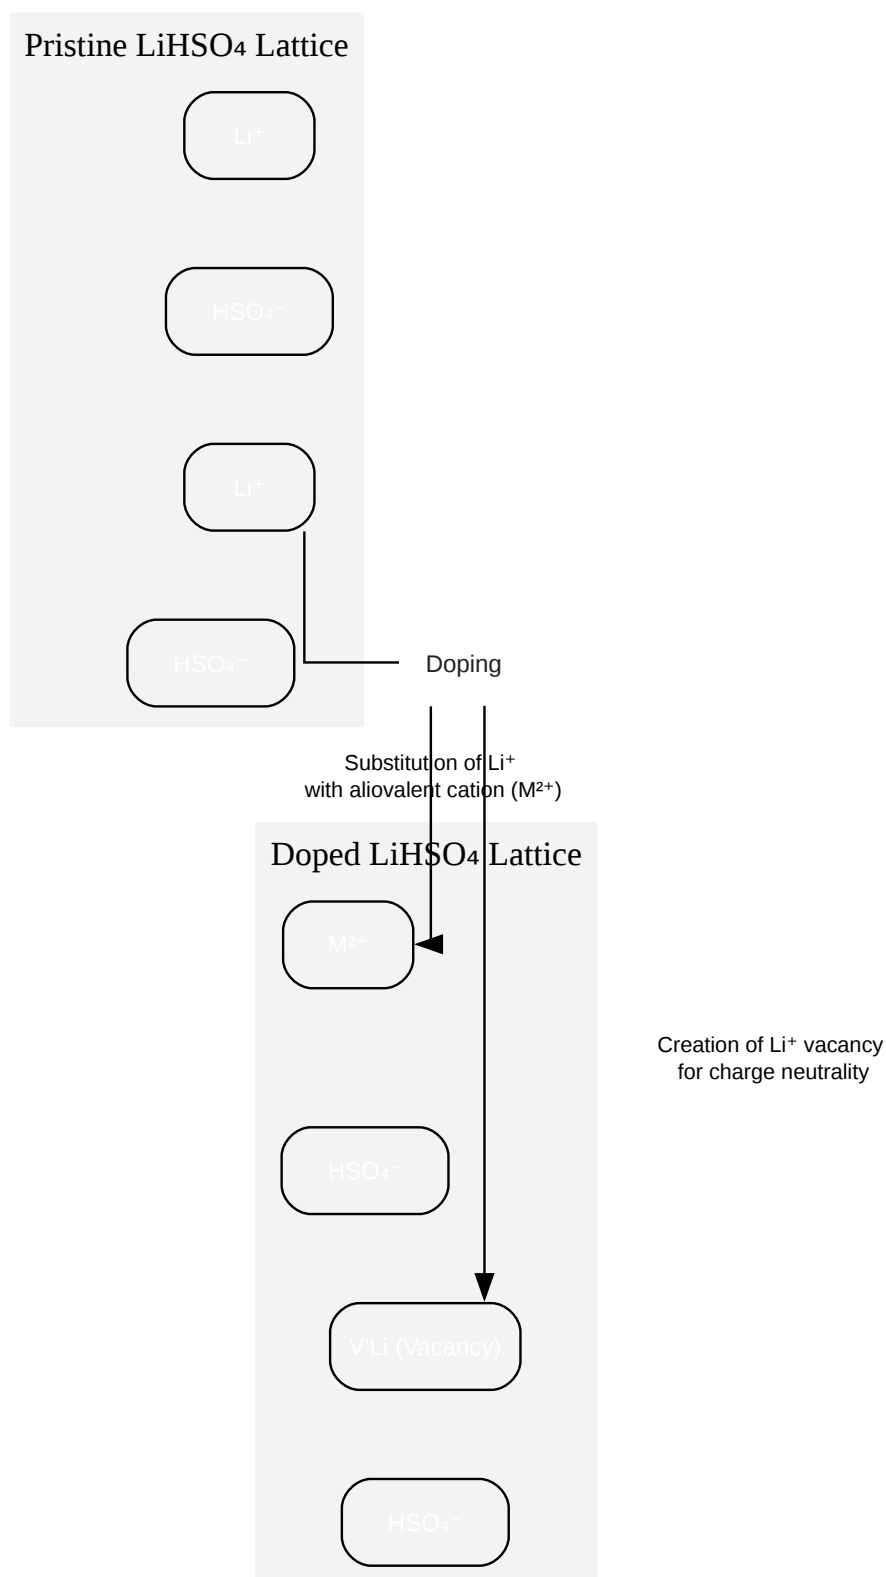 Pristine LiHSO₄ Lattice
Li⁺
HSO₄⁻
Li⁺
HSO₄⁻
Doping
Substitution of Li⁺
with aliovalent cation (M²⁺)
Doped LiHSO₄ Lattice
M²⁺
Creation of Li⁺ vacancy
for charge neutrality
HSO₄⁻
V'Li (Vacancy)
HSO₄⁻